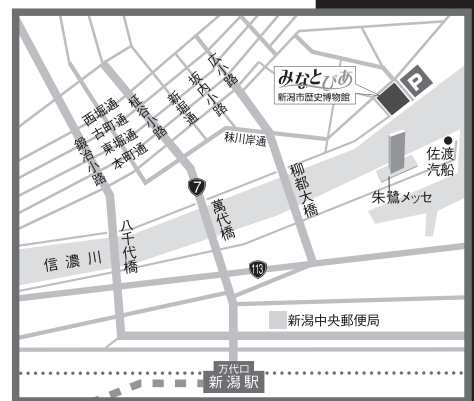 みなとぴあ
新潟市歴史博物館
P
西堀通
古町通
東堀通
本町通
鍛冶小路
柾谷小路
新堀通
坂内小路
広小路
秣川岸通
7
113
八千代橋
萬代橋
柳都大橋
信濃川
佐渡
汽船
朱鷺メッセ
新潟中央郵便局
万代口
新潟駅